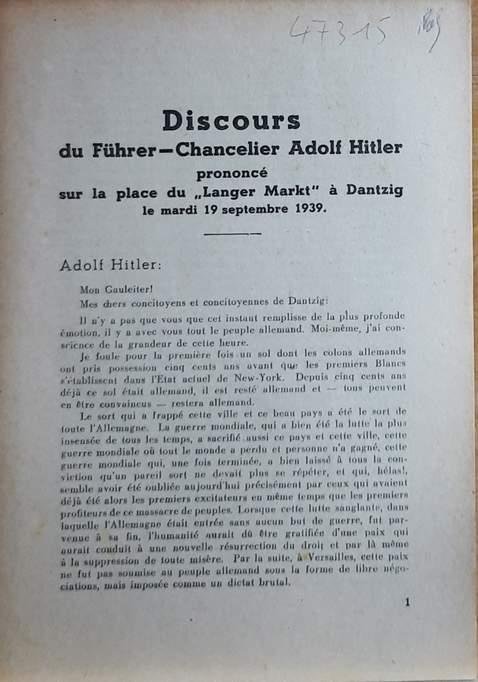 47315
Discours
du Führer—Chancelier Adolf Hitler
prononcé
sur la place du „Langer Markt" à Dantzig
le mardi 19 septembre 1939.
Adolf Hitler:
Mon Gauleiter!
Mes chers concitoyens et concitoyennes de Dantzig:
Il n'y a pas que vous que cet instant remplisse de la plus profonde
émotion, il y a avec vous tout le peuple allemand. Moi-même, j'ai con-
science de la grandeur de cette heure.
Je foule pour la première fois un sol dont les colons allemands
ont pris possession cinq cents ans avant que les premiers Blancs
s'établissent dans l'Etat actuel de New-York. Depuis cinq cents ans
déjà ce sol était allemand, il est resté allemand et — tous peuvent
en être convaincus — restera allemand.
Le sort qui a frappé cette ville et ce beau pays a été le sort de
toute l'Allemagne. La guerre mondiale, qui a bien été la lutte la plus
insensée de tous les temps, a sacrifié aussi ce pays et cette ville, cette
guerre mondiale où tout le monde a perdu et personne n'a gagné, cette
guerre mondiale qui, une fois terminée, a bien laissé à tous la con-
viction qu'un pareil sort ne devait plus se répéter, et qui, hélas!,
semble avoir été oubliée aujourd'hui précisément par ceux qui avaient
déjà été alors les premiers excitateurs en même temps que les premiers
profiteurs de ce massacre de peuples. Lorsque cette lutte sanglante, dans
laquelle l'Allemagne était entrée sans aucun but de guerre, fut par-
venue à sa fin, l'humanité aurait dû être gratifiée d'une paix qui
aurait conduit à une nouvelle résurrection du droit et par là même
à la suppression de toute misère. Par la suite, à Versailles, cette paix
ne fut pas soumise au peuple allemand sous la forme de libre négo-
ciations, mais imposée comme un dictat brutal.
1